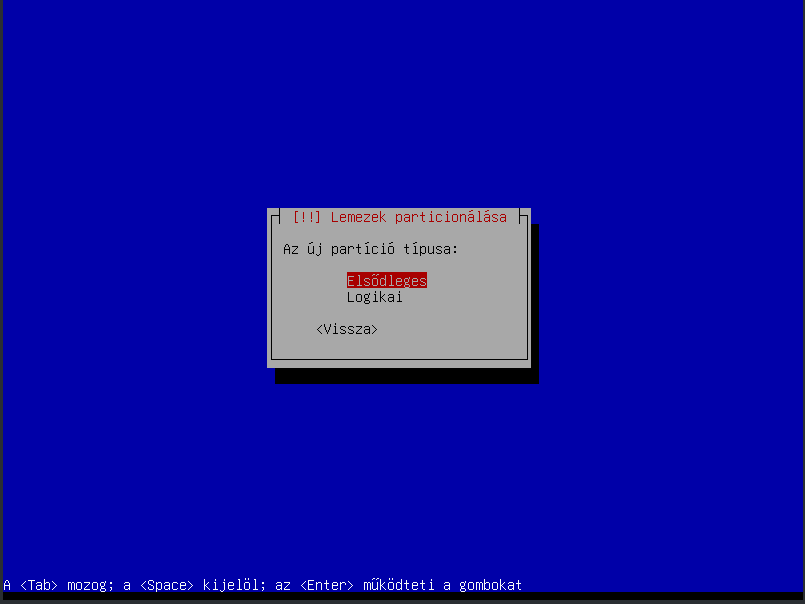 [!!] Lemezek particionálása
Az új partíció típusa:
Elsődleges
Logikai
<Vissza>
A <Tab> mozog; a <Space> kijelöl; az <Enter> működteti a gombokat